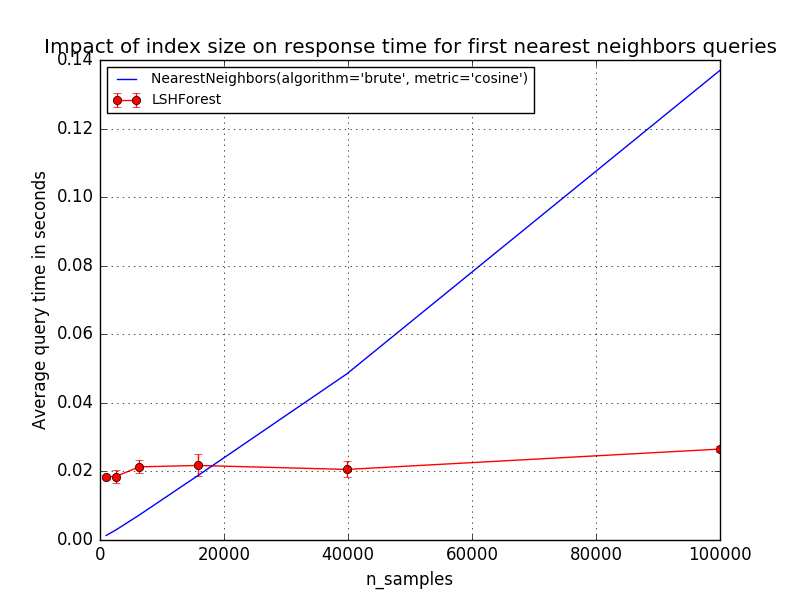 Impact of index size on response time for first nearest neighbors queries
0.14
NearestNeighbors(algorithm='brute', metric='cosine')
LSHForest
0.12
0.10
0.08
0.06
0.04
0.02
0.00
Average query time in seconds
0 20000 40000 60000 80000 100000
n_samples